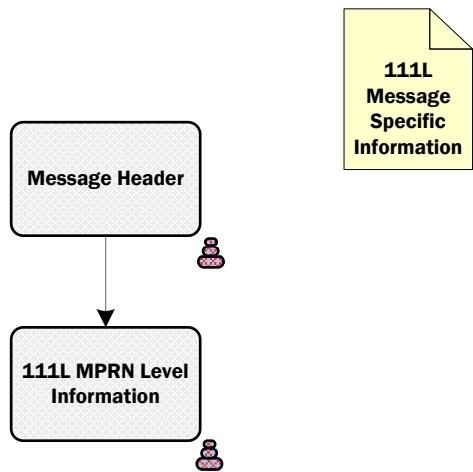 111L
Message
Specific
Information
Message Header
111L MPRN Level
Information